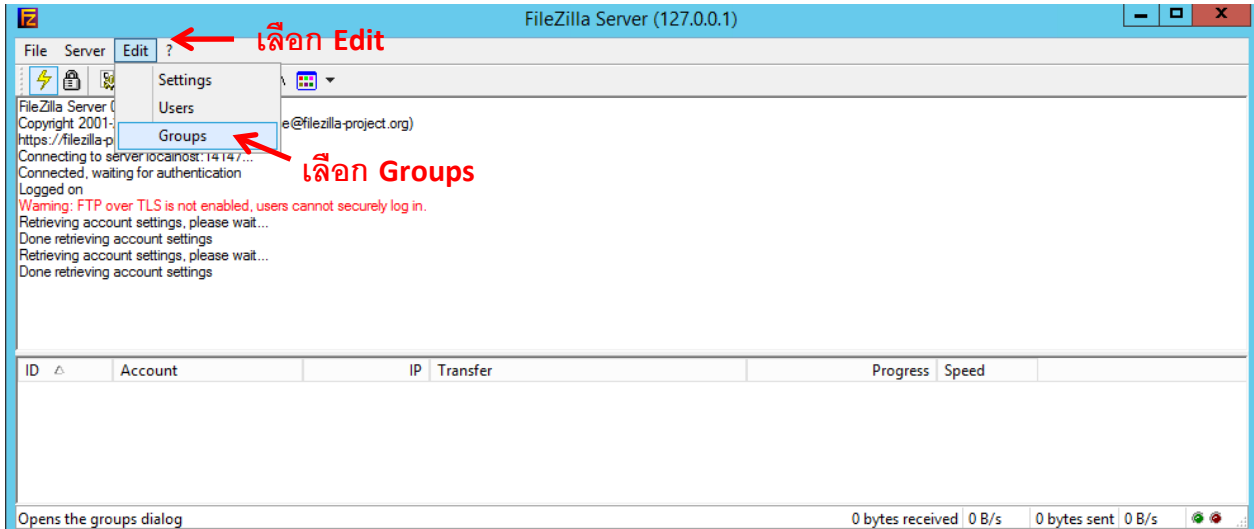 FileZilla Server (127.0.0.1)
File Server Edit ?
เลือก Edit
Settings
Users
Groups
เลือก Groups
FileZilla Server
Copyright 2001- e@filezilla-project.org)
https://filezilla-p
Connecting to server localhost:14147...
Connected, waiting for authentication
Logged on
Warning: FTP over TLS is not enabled, users cannot securely log in.
Retrieving account settings, please wait...
Done retrieving account settings
Retrieving account settings, please wait...
Done retrieving account settings
ID Account IP Transfer Progress Speed
Opens the groups dialog 0 bytes received 0 B/s 0 bytes sent 0 B/s